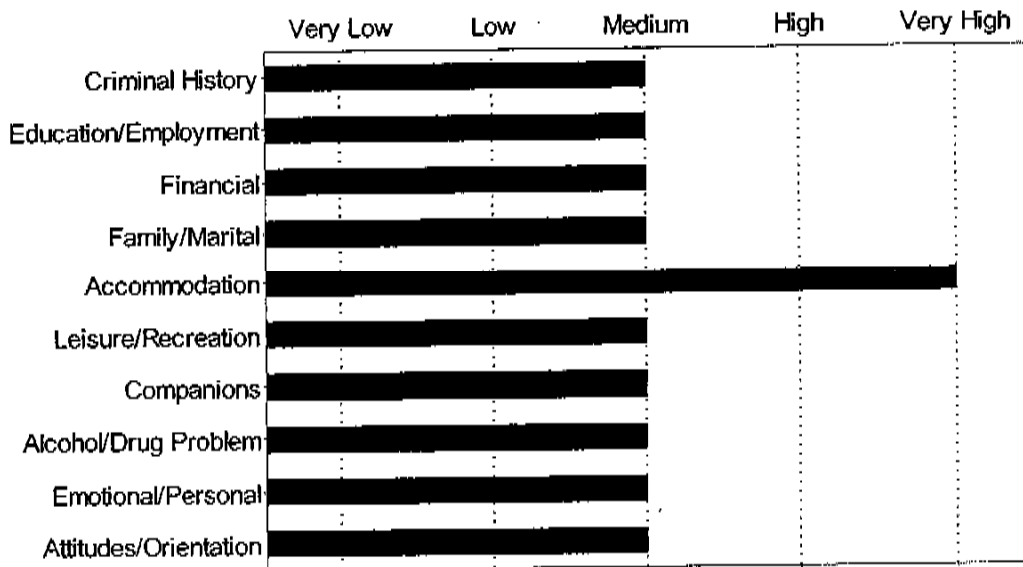 Very Low Low Medium High Very High
Criminal History
Education/Employment
Financial
Family/Marital
Accommodation
Leisure/Recreation
Companions
Alcohol/Drug Problem
Emotional/Personal
Attitudes/Orientation